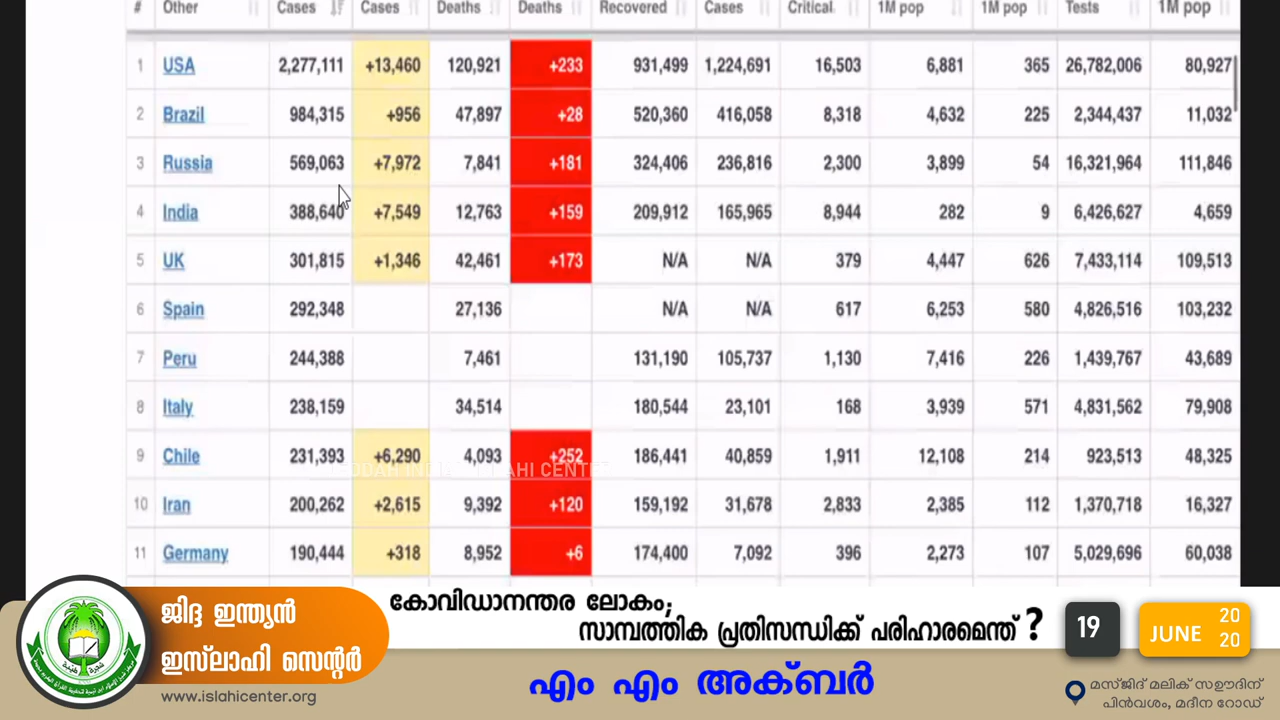 # Other Cases Cases Deaths Deaths Recovered Cases Critical 1M pop 1M pop Tests 1M pop
1 USA 2,277,111 +13,460 120,921 +233 931,499 1,224,691 16,503 6,881 365 26,782,006 80,927
2 Brazil 984,315 +956 47,897 +28 520,360 416,058 8,318 4,632 225 2,344,437 11,032
3 Russia 569,063 +7,972 7,841 +181 324,406 236,816 2,300 3,899 54 16,321,964 111,846
4 India 388,640 +7,549 12,763 +159 209,912 165,965 8,944 282 9 6,426,627 4,659
5 UK 301,815 +1,346 42,461 +173 N/A N/A 379 4,447 626 7,433,114 109,513
6 Spain 292,348 27,136 N/A N/A 617 6,253 580 4,826,516 103,232
7 Peru 244,388 7,461 131,190 105,737 1,130 7,416 226 1,439,767 43,689
8 Italy 238,159 34,514 180,544 23,101 168 3,939 571 4,831,562 79,908
9 Chile 231,393 +6,290 4,093 +252 186,441 40,859 1,911 12,108 214 923,513 48,325
10 Iran 200,262 +2,615 9,392 +120 159,192 31,678 2,833 2,385 112 1,370,718 16,327
11 Germany 190,444 +318 8,952 +6 174,400 7,092 396 2,273 107 5,029,696 60,038
ജിദ്ദ ഇന്ത്യൻ
ഇസ്ലാഹി സെന്റർ
www.islahicenter.org
കോവിഡാനന്തര ലോകം;
സാമ്പത്തിക പ്രതിസന്ധിക്ക് പരിഹാരമെന്ത് ?
എം എം അക്ബർ
19
JUNE
20
20
മസ്ജിദ് മലിക് സഊദിന്
പിൻവശം, മദീന റോഡ്